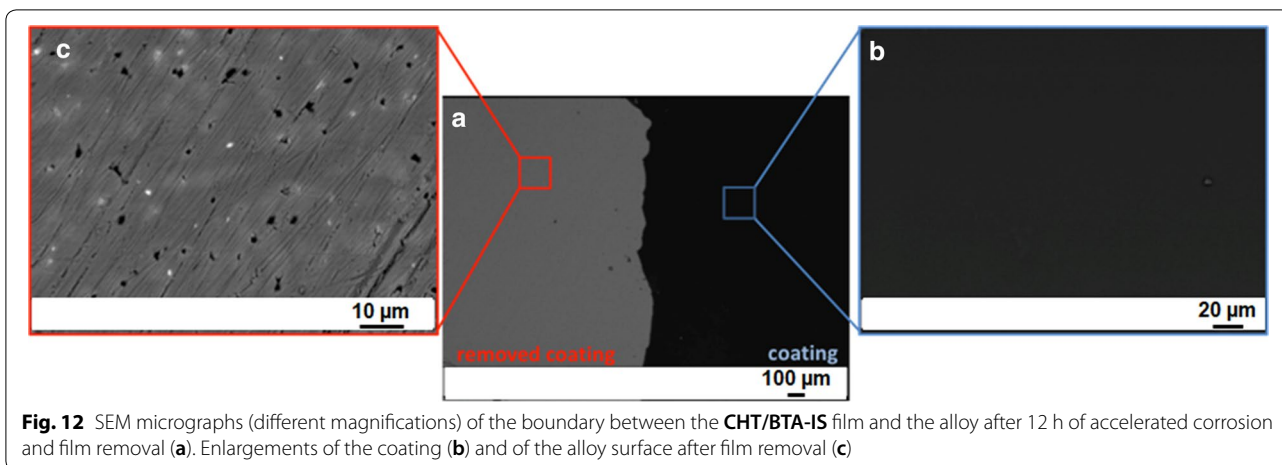 c
b
a
10 µm
20 µm
removed coating
coating
100 µm
Fig. 12 SEM micrographs (different magnifications) of the boundary between the CHT/BTA-IS film and the alloy after 12 h of accelerated corrosion
and film removal (a). Enlargements of the coating (b) and of the alloy surface after film removal (c)